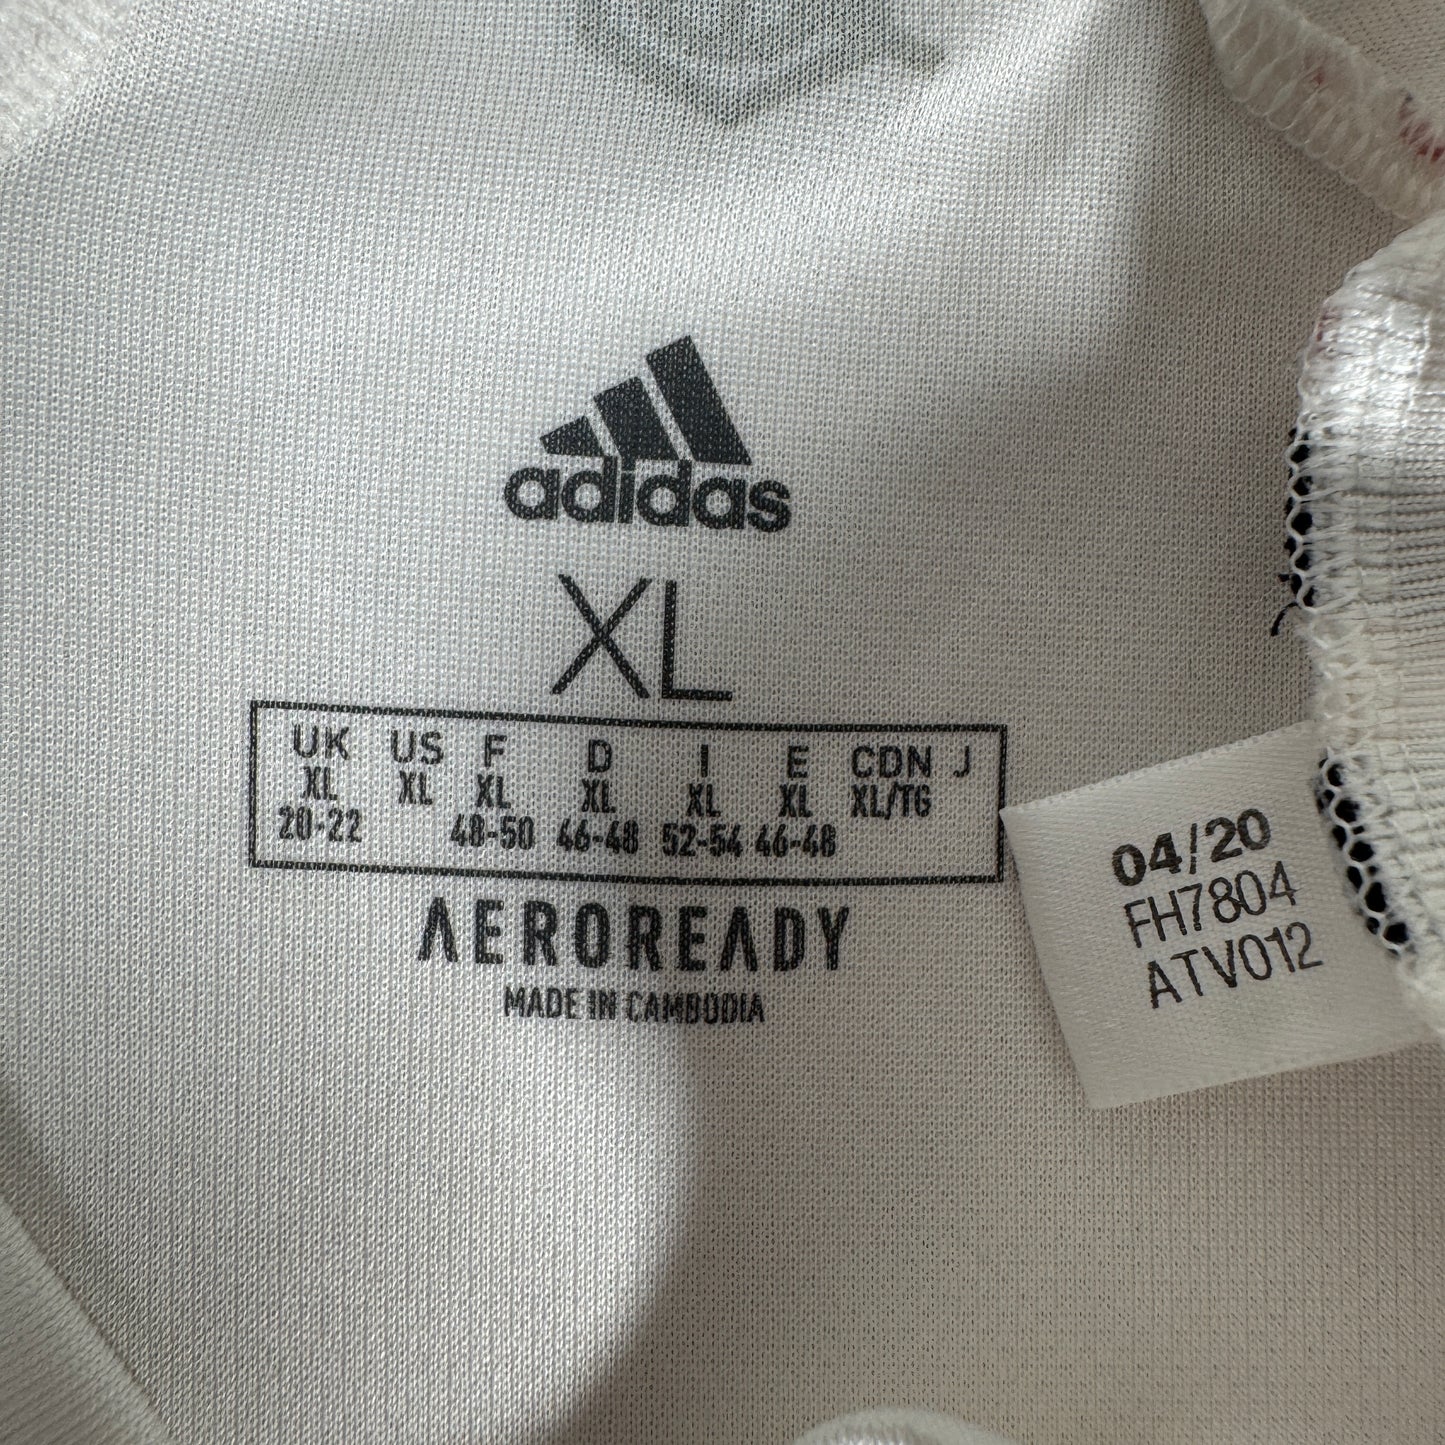 adidas
XL
UK US F D I E CDN J
XL XL XL XL XL XL XL/TG
20-22 48-50 46-48 52-54 46-48
AEROREADY
MADE IN CAMBODIA
04/20
FH7804
ATV012